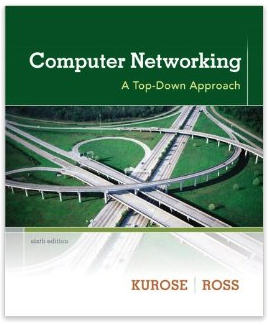 Computer Networking
A Top-Down Approach
sixth edition
KUROSE | ROSS